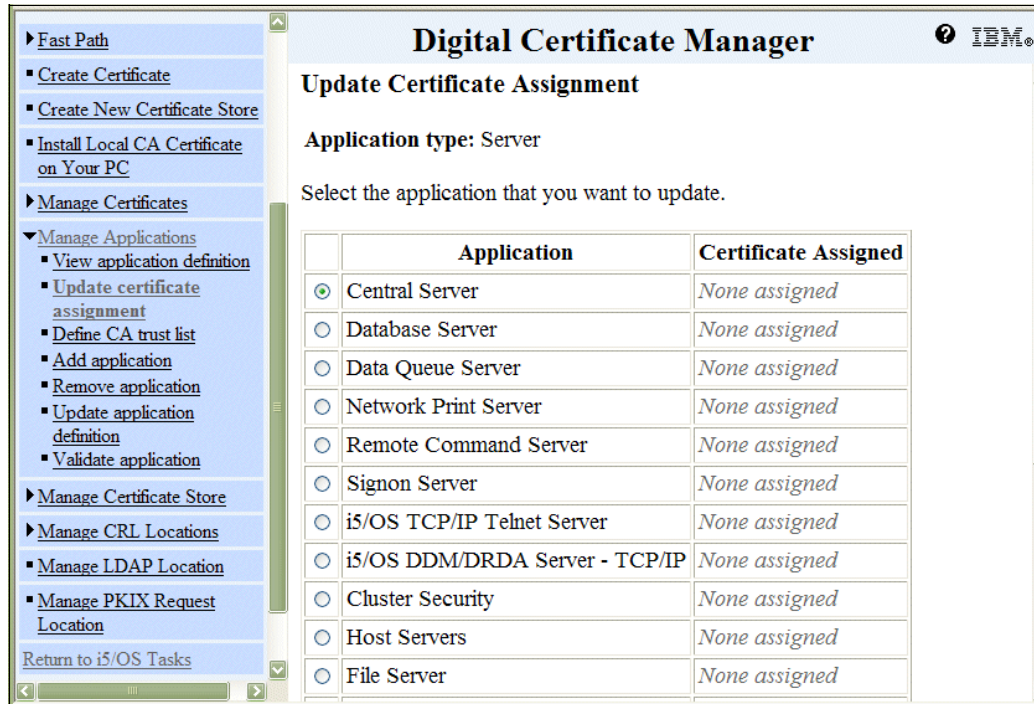 Fast Path
Create Certificate
Create New Certificate Store
Install Local CA Certificate
on Your PC
Manage Certificates
Manage Applications
View application definition
Update certificate
assignment
Define CA trust list
Add application
Remove application
Update application
definition
Validate application
Manage Certificate Store
Manage CRL Locations
Manage LDAP Location
Manage PKIX Request
Location
Return to i5/OS Tasks
Digital Certificate Manager
? IBM®
Update Certificate Assignment
Application type: Server
Select the application that you want to update.
Application Certificate Assigned
Central Server None assigned
Database Server None assigned
Data Queue Server None assigned
Network Print Server None assigned
Remote Command Server None assigned
Signon Server None assigned
i5/OS TCP/IP Telnet Server None assigned
i5/OS DDM/DRDA Server - TCP/IP None assigned
Cluster Security None assigned
Host Servers None assigned
File Server None assigned